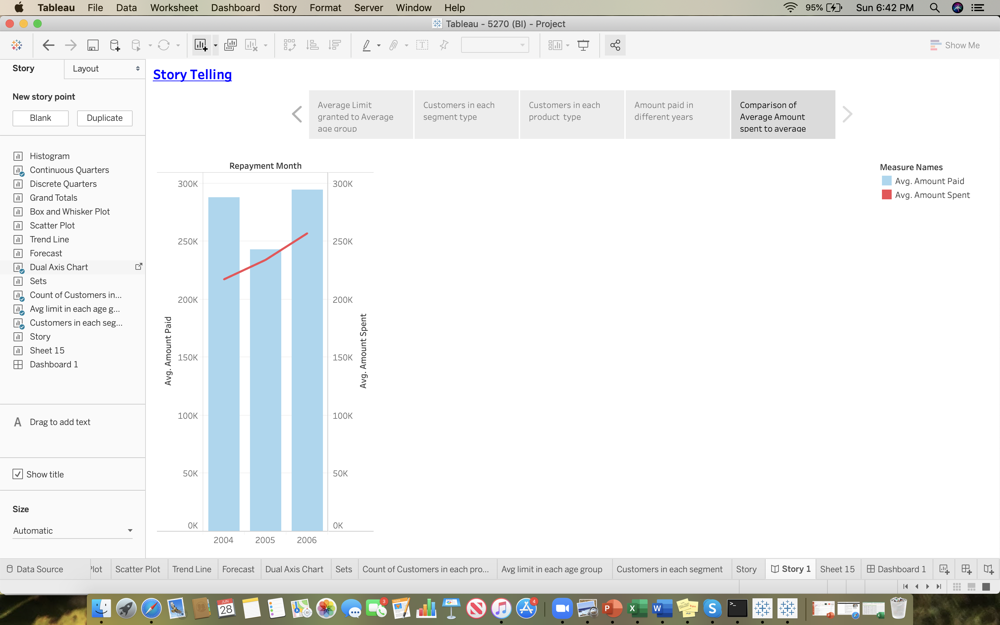 Tableau File Data Worksheet Dashboard Story Format Server Window Help 95% Sun 6:42 PM
Tableau - 5270 (BI) - Project
Show Me
Story Layout
New story point
Blank Duplicate
Histogram
Continuous Quarters
Discrete Quarters
Grand Totals
Box and Whisker Plot
Scatter Plot
Trend Line
Forecast
Dual Axis Chart
Sets
Count of Customers in...
Avg limit in each age g...
Customers in each seg...
Story
Sheet 15
Dashboard 1
A Drag to add text
Show title
Size
Automatic
Story Telling
Average Limit
granted to Average
age group
Customers in each
segment type
Customers in each
product type
Amount paid in
different years
Comparison of
Average Amount
spent to average
Repayment Month
300K
250K
200K
150K
100K
50K
0K
Avg. Amount Paid
300K
250K
200K
150K
100K
50K
0K
Avg. Amount Spent
2004 2005 2006
Measure Names
Avg. Amount Paid
Avg. Amount Spent
Data Source Plot Scatter Plot Trend Line Forecast Dual Axis Chart Sets Count of Customers in each pro... Avg limit in each age group Customers in each segment Story Story 1 Sheet 15 Dashboard 1
JUN
28
3
4